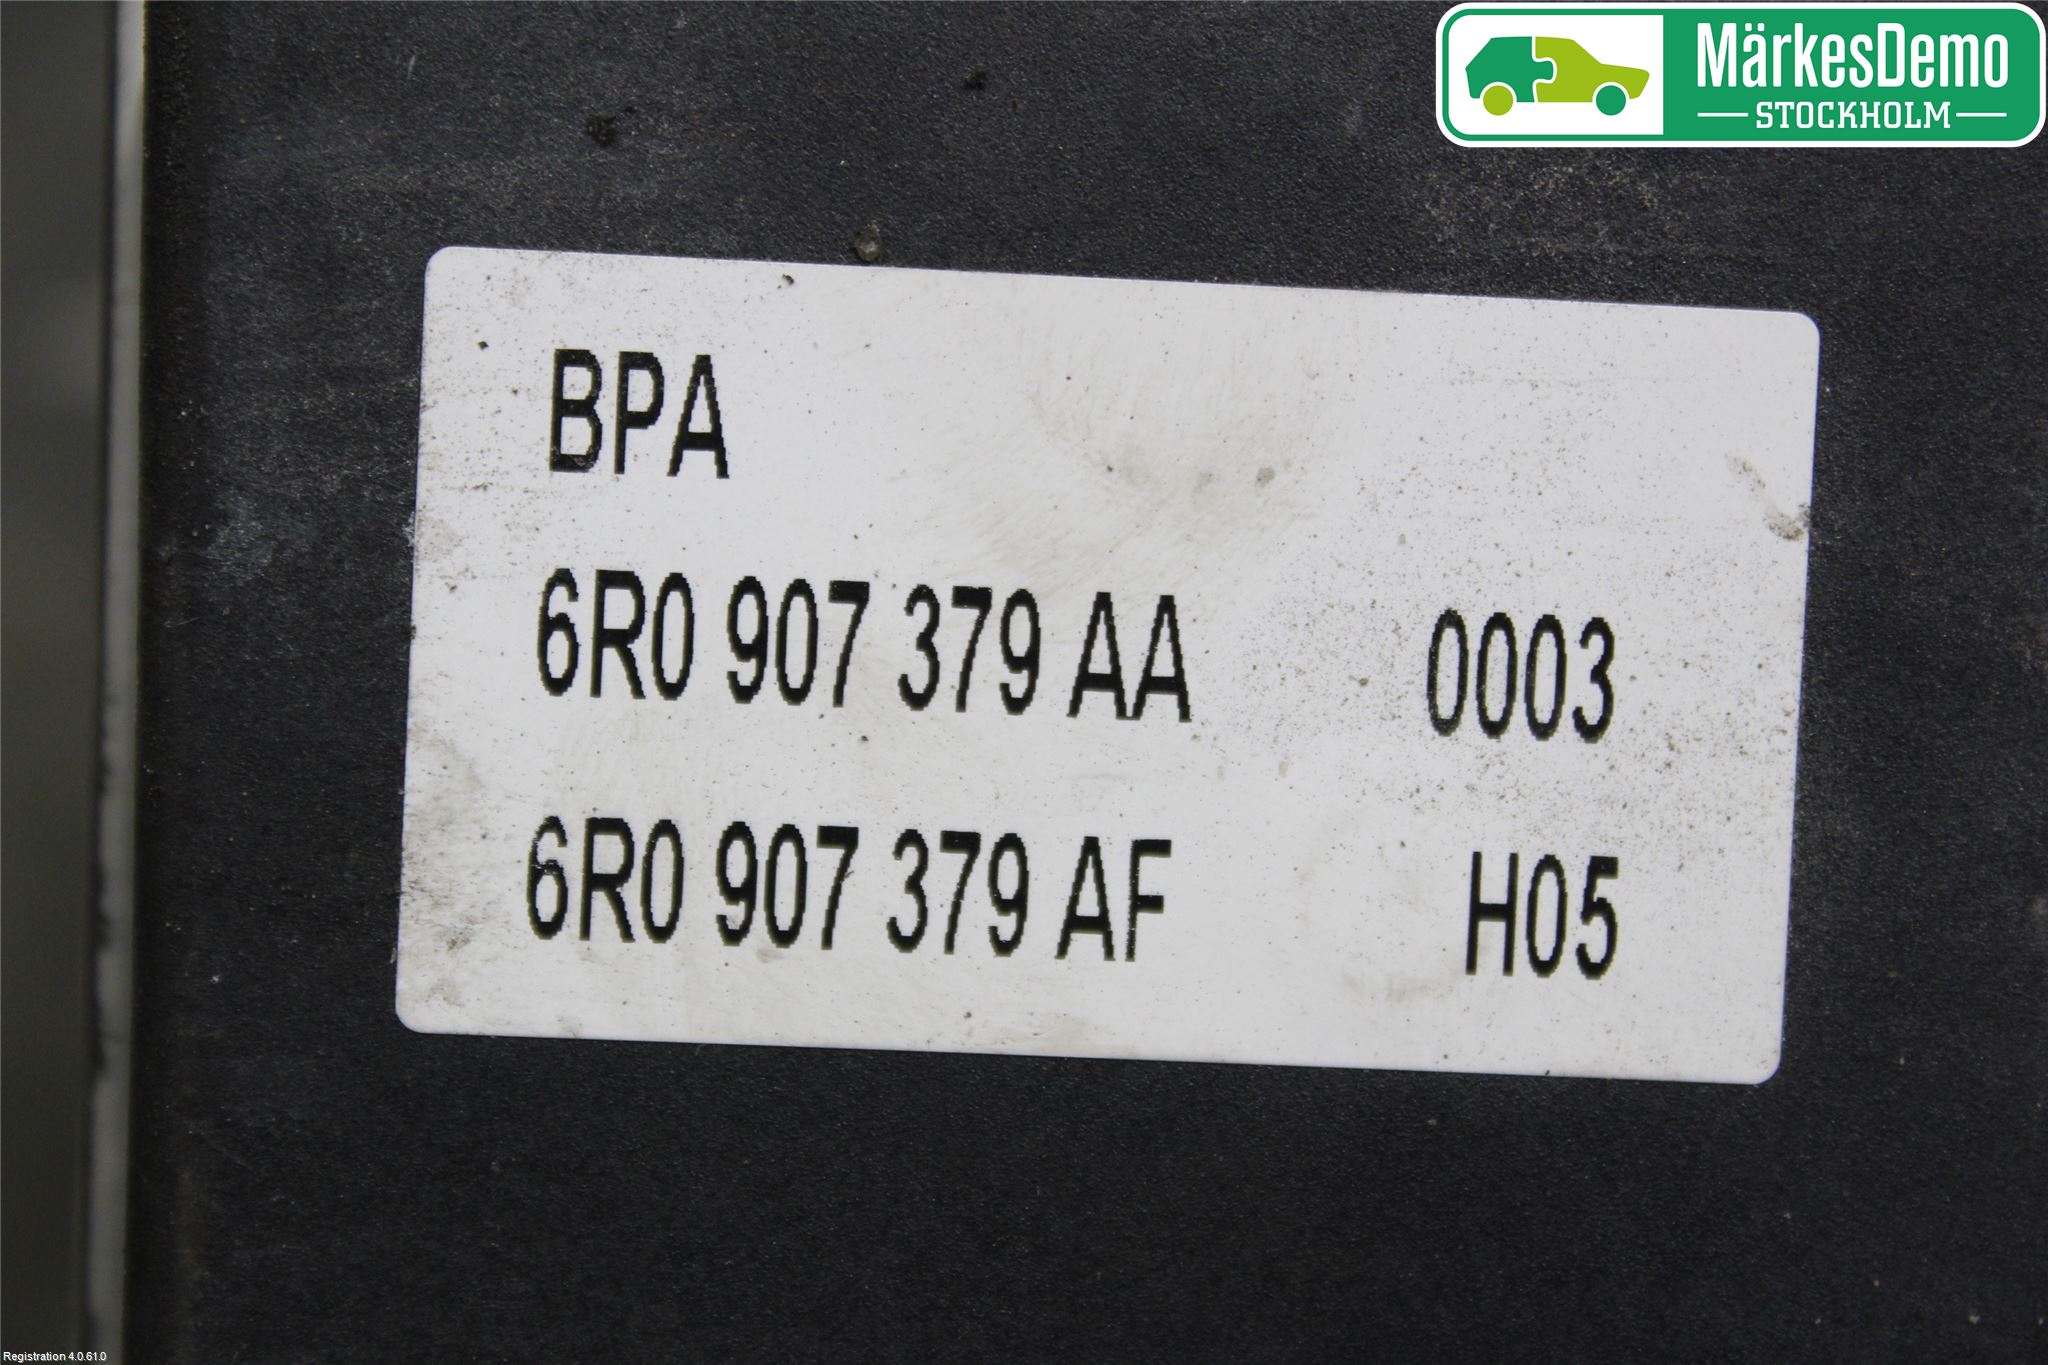 MärkesDemo
STOCKHOLM
BPA
6R0 907 379 AA 0003
6R0 907 379 AF H05
Registration 4.0.61.0